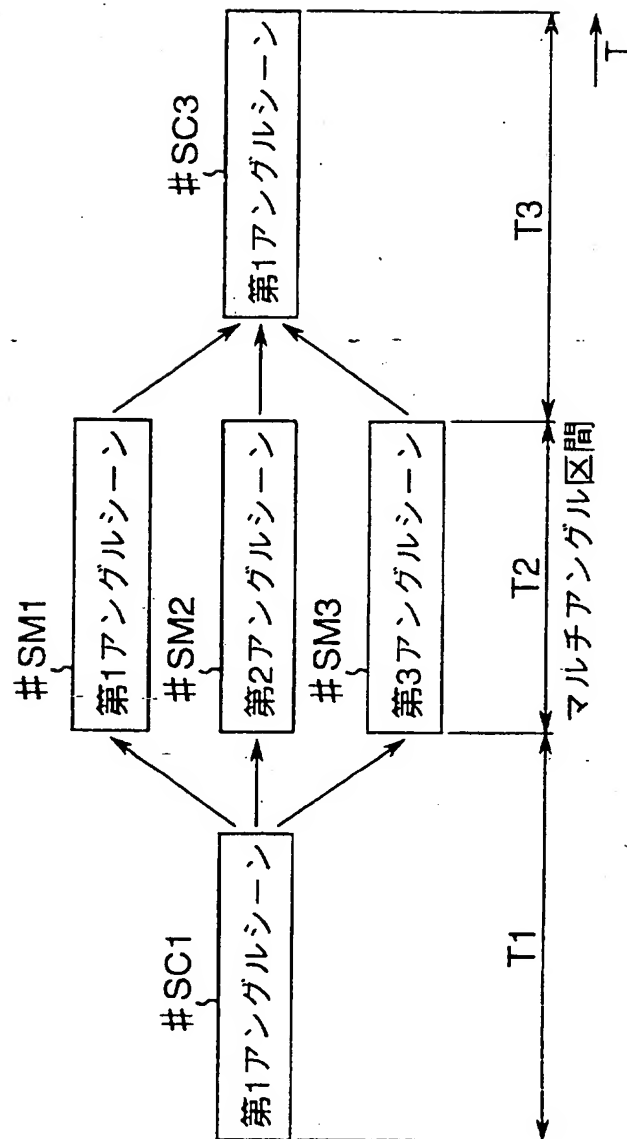 #SC1
第1アングルシーン
#SM1
第1アングルシーン
#SM2
第2アングルシーン
#SM3
第3アングルシーン
#SC3
第1アングルシーン
T1
T2
T3
マルチアングル区間
T